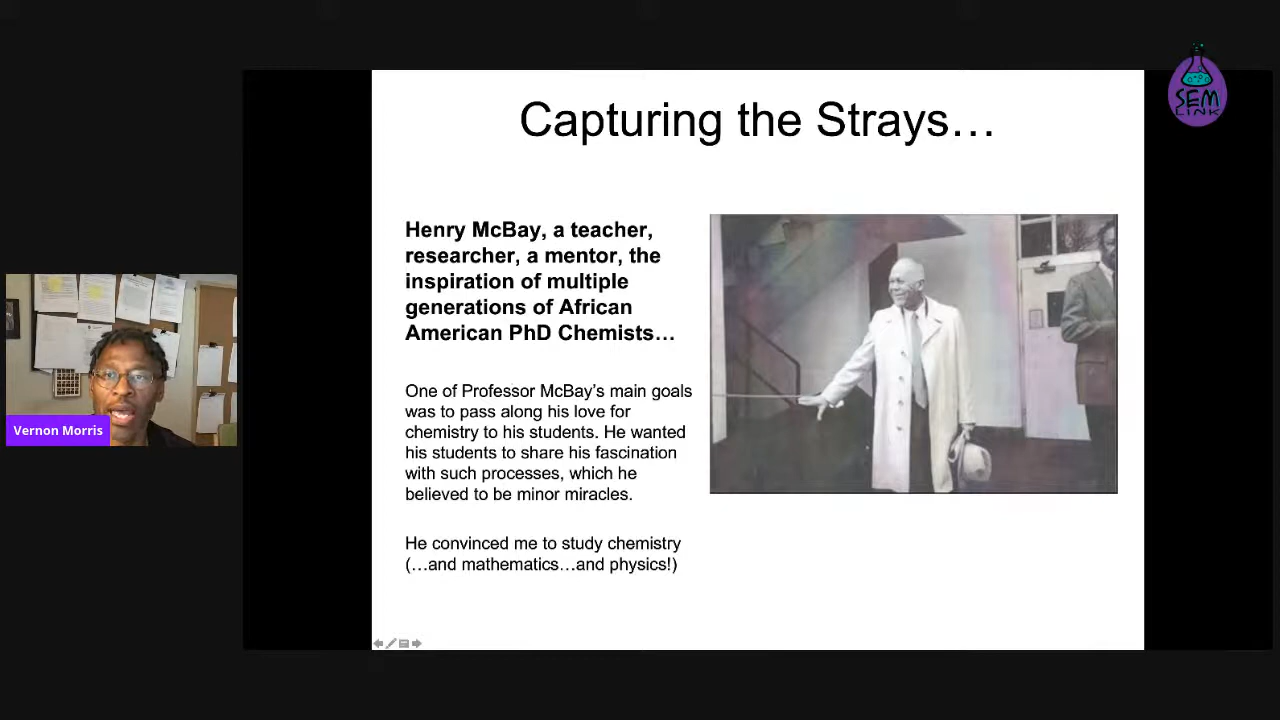 Capturing the Strays…
SEM
LINK
Henry McBay, a teacher,
researcher, a mentor, the
inspiration of multiple
generations of African
American PhD Chemists…
One of Professor McBay’s main goals
was to pass along his love for
chemistry to his students. He wanted
his students to share his fascination
with such processes, which he
believed to be minor miracles.
He convinced me to study chemistry
(…and mathematics…and physics!)
Vernon Morris